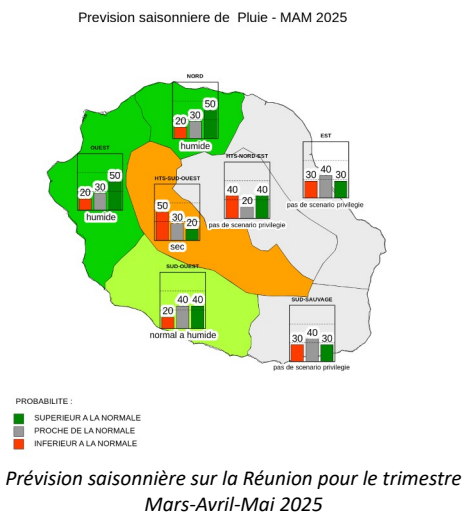 Prevision saisonniere de Pluie - MAM 2025
NORD
20 30 50
humide
OUEST
20 30 50
humide
HTS-SUD-OUEST
50 30 20
sec
HTS-NORD-EST
40 20 40
pas de scenario privilegie
EST
30 40 30
pas de scenario privilegie
SUD-OUEST
20 40 40
normal a humide
SUD-SAUVAGE
30 40 30
pas de scenario privilegie
PROBABILITE :
SUPERIEUR A LA NORMALE
PROCHE DE LA NORMALE
INFERIEUR A LA NORMALE
Prévision saisonnière sur la Réunion pour le trimestre
Mars-Avril-Mai 2025